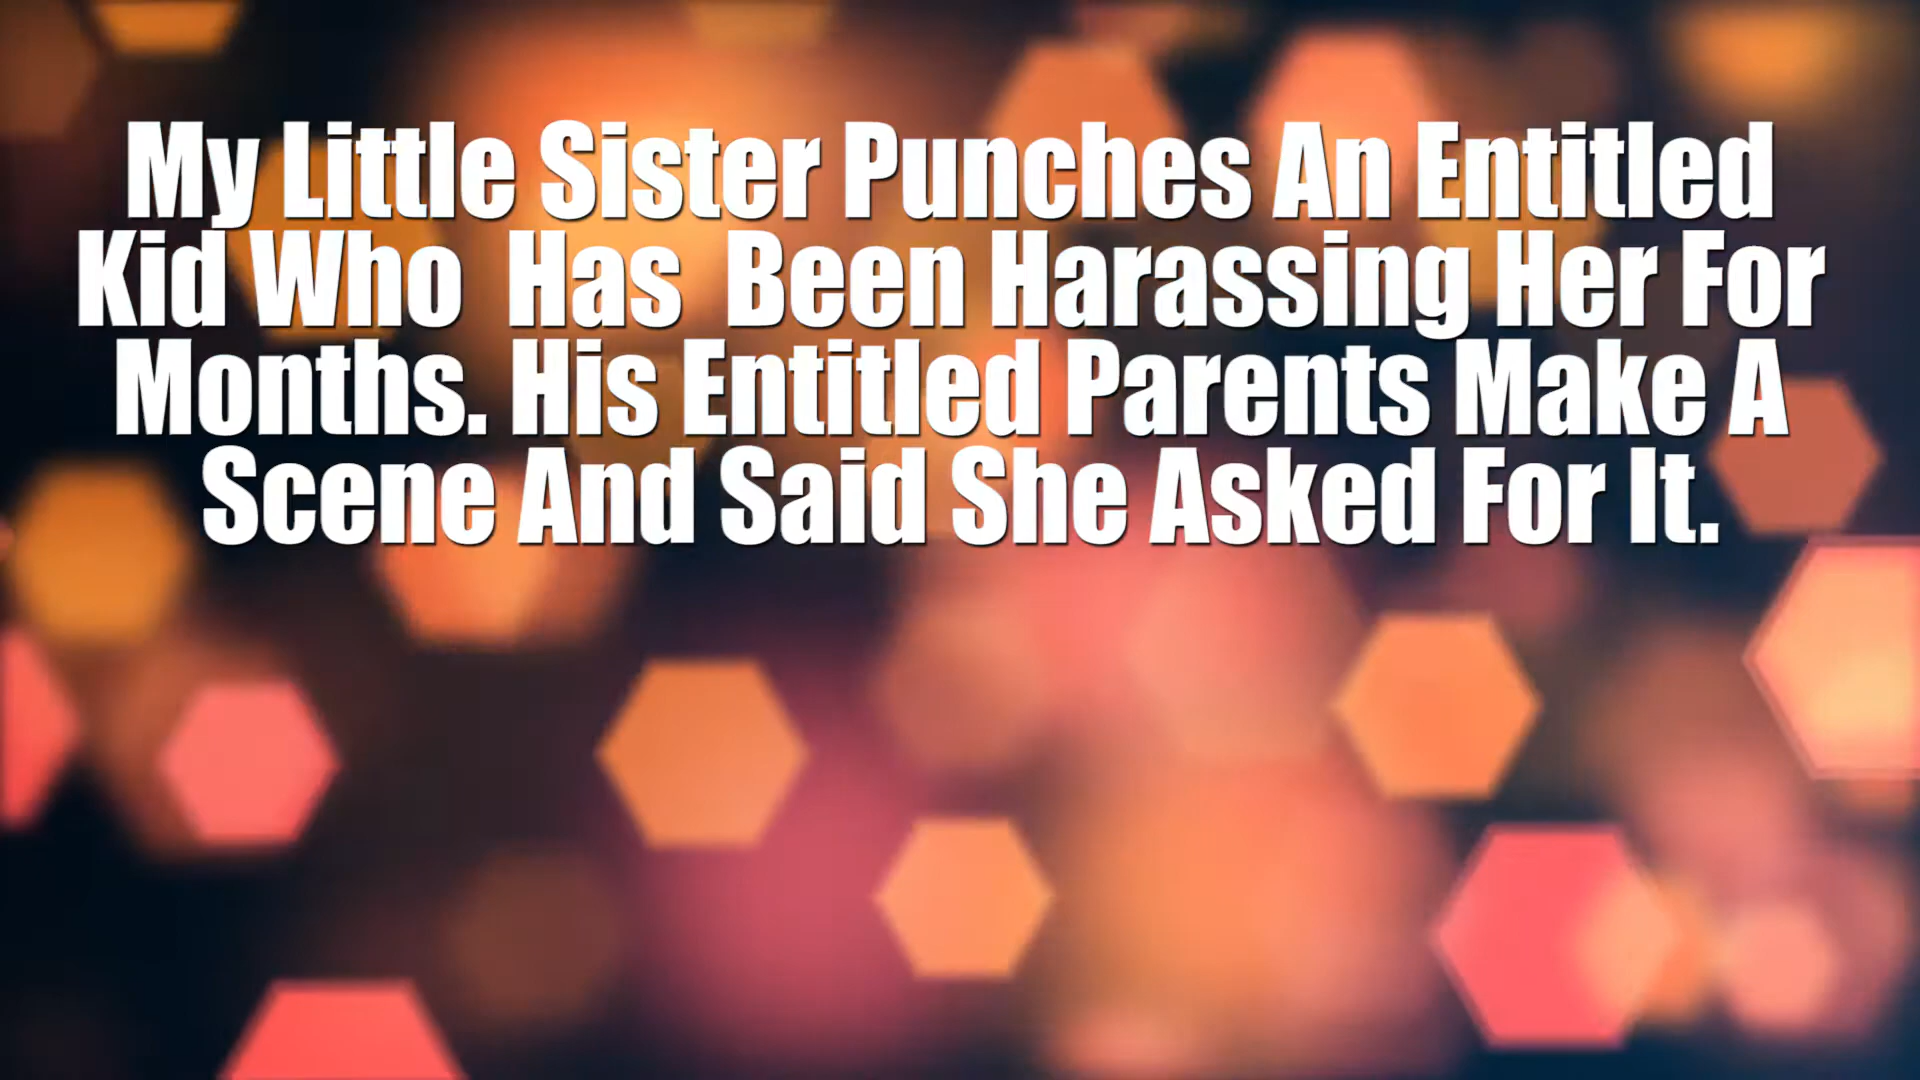 My Little Sister Punches An Entitled
Kid Who Has Been Harassing Her For
Months. His Entitled Parents Make A
Scene And Said She Asked For It.